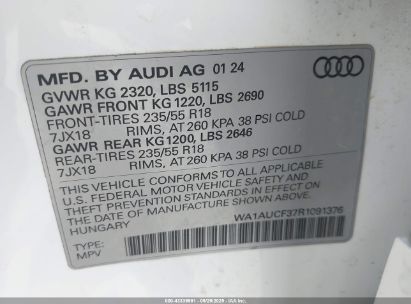 MFD. BY AUDI AG 01 24
GVWR KG 2320, LBS 5115
GAWR FRONT KG 1220, LBS 2690
FRONT-TIRES 235/55 R18
7JX18 RIMS, AT 260 KPA 38 PSI COLD
GAWR REAR KG1200, LBS 2646
REAR-TIRES 235/55 R18
7JX18 RIMS, AT 260 KPA 38 PSI COLD
THIS VEHICLE CONFORMS TO ALL APPLICABLE
U.S. FEDERAL MOTOR VEHICLE SAFETY AND
THEFT PREVENTION STANDARDS IN EFFECT ON
THE DATE OF MANUFACTURE SHOWN ABOVE.
HUNGARY
WA1AUCF37R1091376
TYPE:
MPV